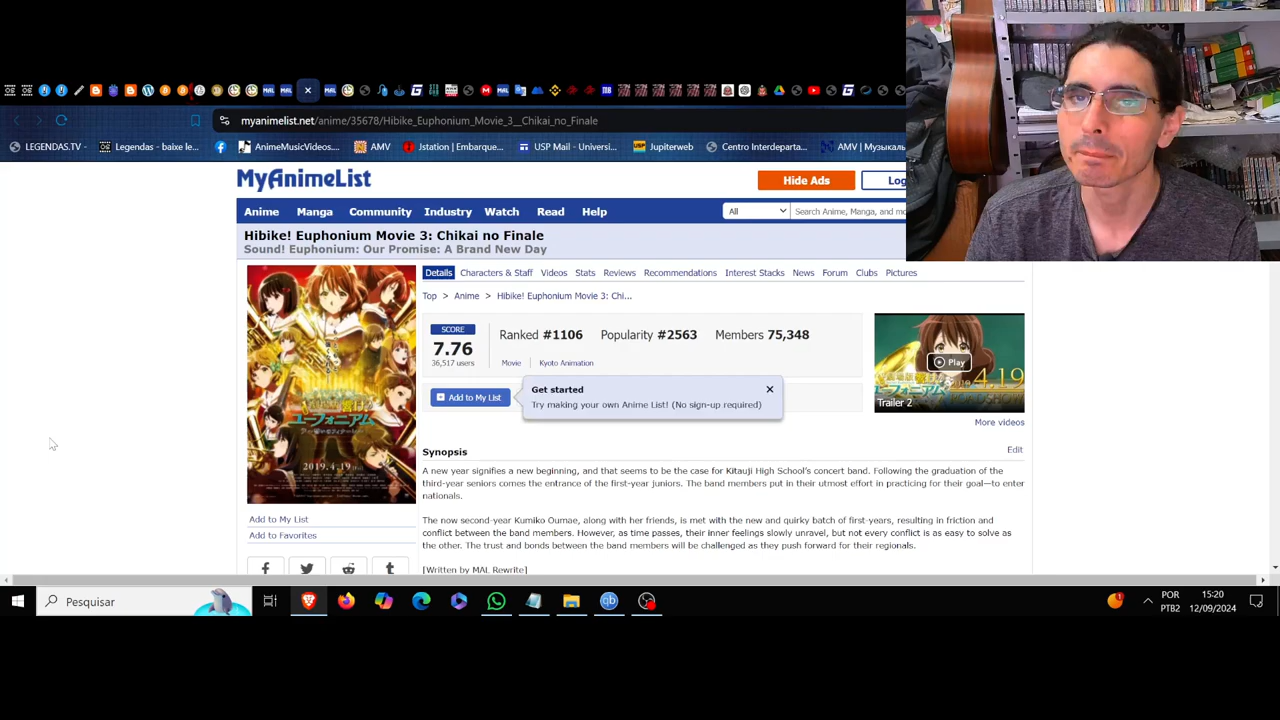 myanimelist.net/anime/35678/Hibike_Euphonium_Movie_3__Chikai_no_Finale
LEGENDAS.TV -
Legendas - baixe le...
AnimeMusicVideos....
AMV
Jstation | Embarque...
USP Mail - Universi...
Jupiterweb
Centro Interdeparta...
AMV | Музыкаль
MyAnimeList
Hide Ads
Log
Anime
Manga
Community
Industry
Watch
Read
Help
All
Search Anime, Manga, and mo
Hibike! Euphonium Movie 3: Chikai no Finale
Sound! Euphonium: Our Promise: A Brand New Day
Details
Characters & Staff
Videos
Stats
Reviews
Recommendations
Interest Stacks
News
Forum
Clubs
Pictures
Top > Anime > Hibike! Euphonium Movie 3: Chi...
SCORE
7.76
36,517 users
Ranked #1106
Popularity #2563
Members 75,348
Movie
Kyoto Animation
Play
4.19
Trailer 2
More videos
Add to My List
Get started
Try making your own Anime List! (No sign-up required)
Synopsis
Edit
A new year signifies a new beginning, and that seems to be the case for Kitauji High School's concert band. Following the graduation of the
third-year seniors comes the entrance of the first-year juniors. The band members put in their utmost effort in practicing for their goal—to enter
nationals.
The now second-year Kumiko Oumae, along with her friends, is met with the new and quirky batch of first-years, resulting in friction and
conflict between the band members. However, as time passes, their inner feelings slowly unravel, but not every conflict is as easy to solve as
the other. The trust and bonds between the band members will be challenged as they push forward for their regionals.
[Written by MAL Rewrite]
ユーフォニアム
2019.4.19
Add to My List
Add to Favorites
Pesquisar
POR
PTB2
15:20
12/09/2024